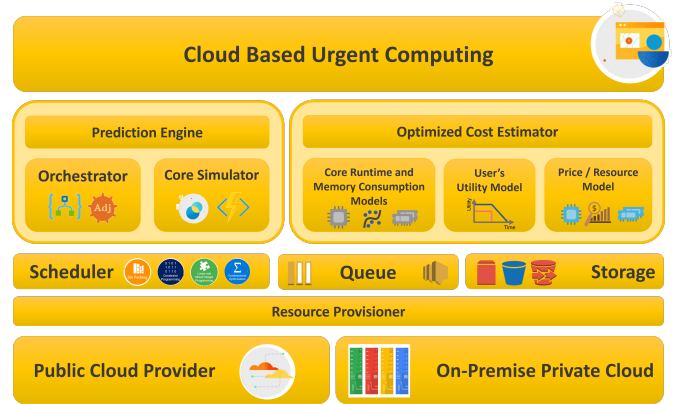 Cloud Based Urgent Computing
Prediction Engine
Optimized Cost Estimator
Orchestrator
Adj
Core Simulator
Core Runtime and
Memory Consumption
Models
User's
Utility Model
Utility
Time
Price / Resource
Model
$
Scheduler
Queue
Storage
Resource Provisioner
Public Cloud Provider
On-Premise Private Cloud